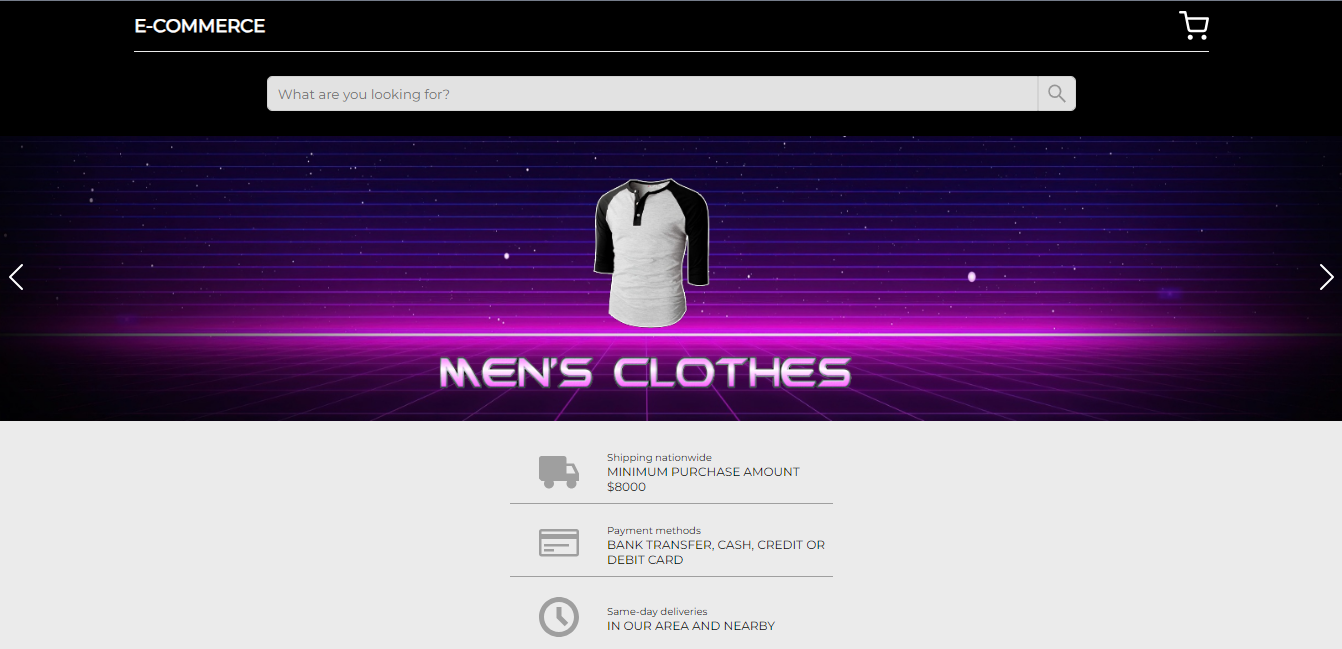 E-COMMERCE
What are you looking for?
MEN'S CLOTHES
Shipping nationwide
MINIMUM PURCHASE AMOUNT
$8000
Payment methods
BANK TRANSFER, CASH, CREDIT OR
DEBIT CARD
Same-day deliveries
IN OUR AREA AND NEARBY